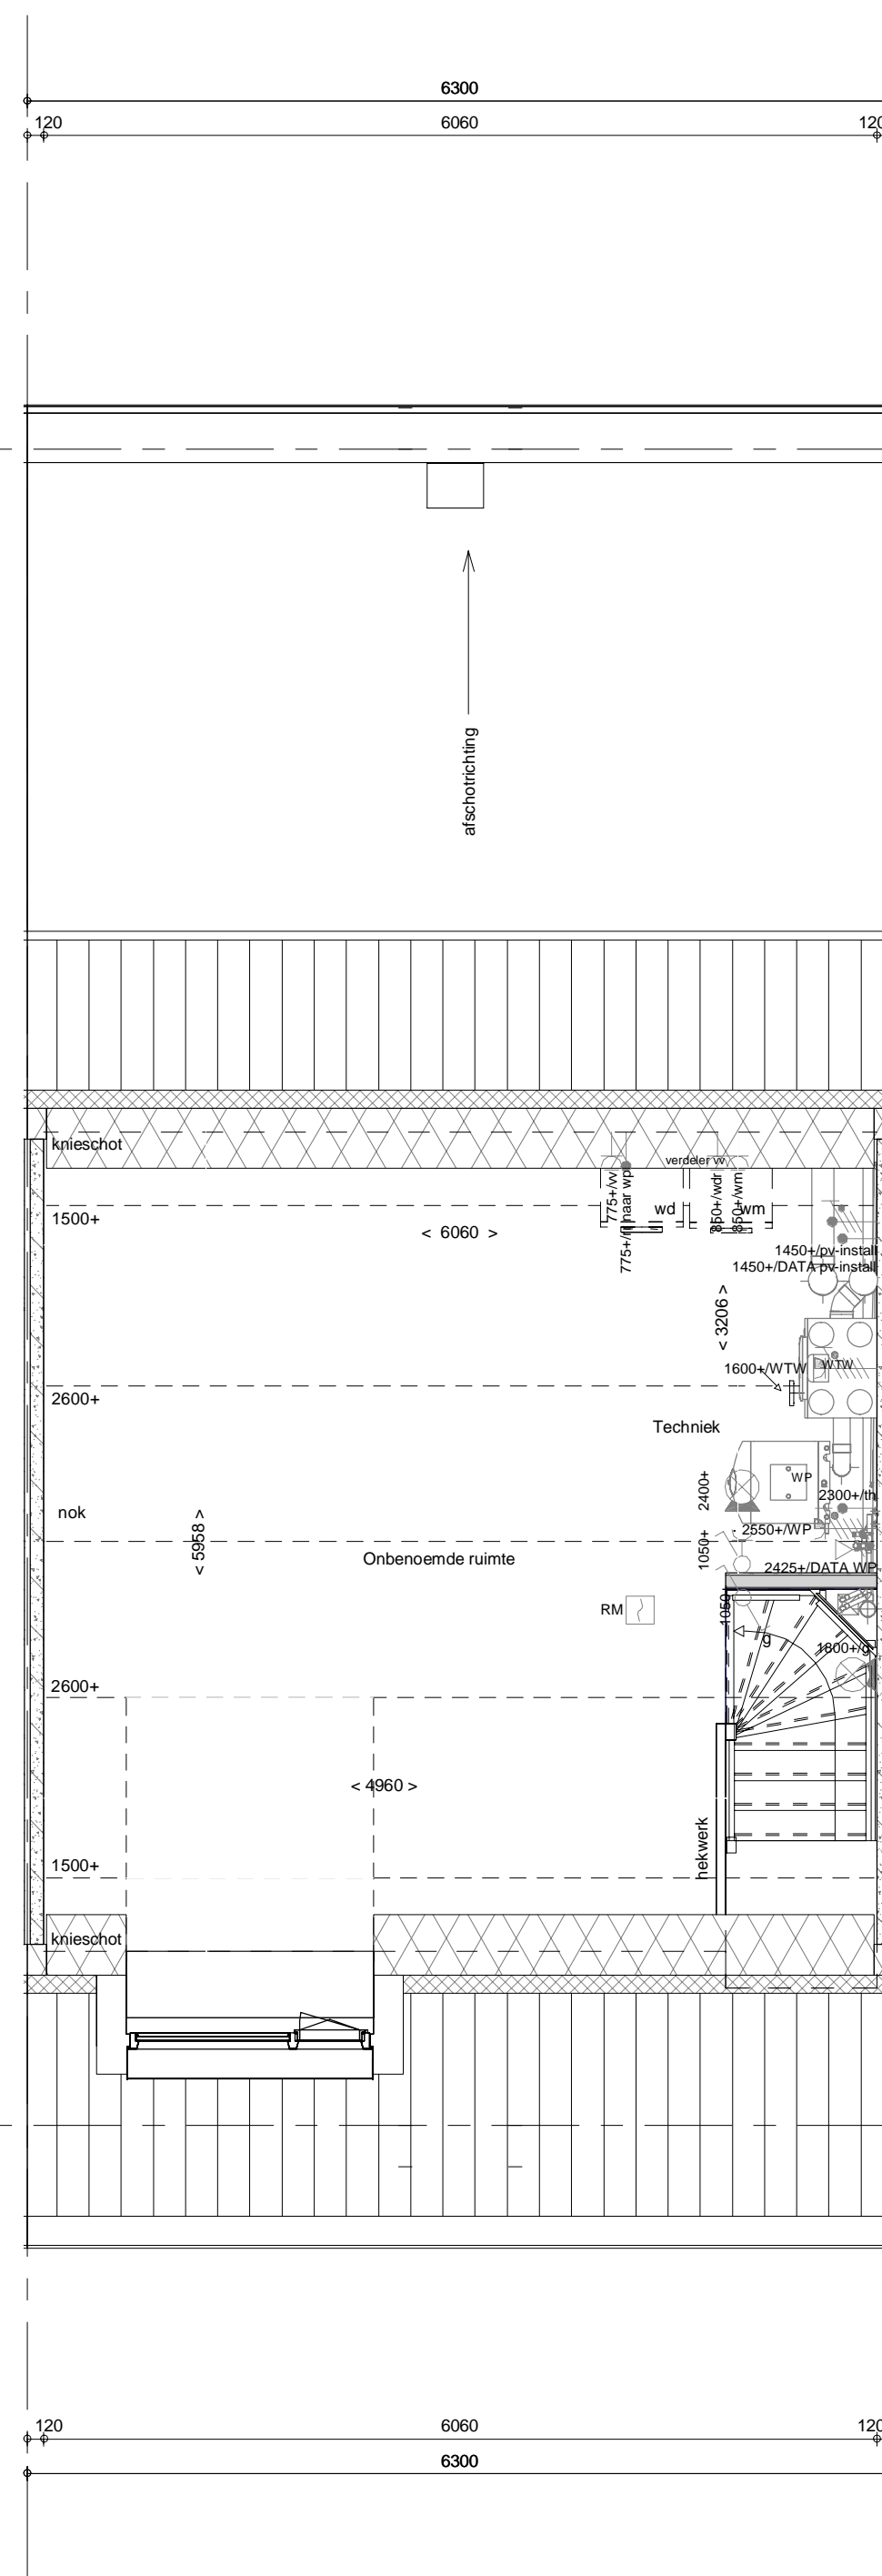 6300
120 6060 120
afschotrichting
knieschot
verdeler vv
775+/vv
775+/ naar wp
wd
850+/wdr
850+/wm
wm
1500+
< 6060 >
1450+/pv-install
1450+/DATA pv-install
< 3206 >
1600+/WTW
WTW
2600+
Techniek
WP
2400+
2300+/th
nok
< 5958 >
2550+/WP
1050+
Onbenoemde ruimte
2425+/DATA WP
RM
1050
g
1800+/g
2600+
< 4960 >
hekwerk
1500+
knieschot
120 6060 120
6300